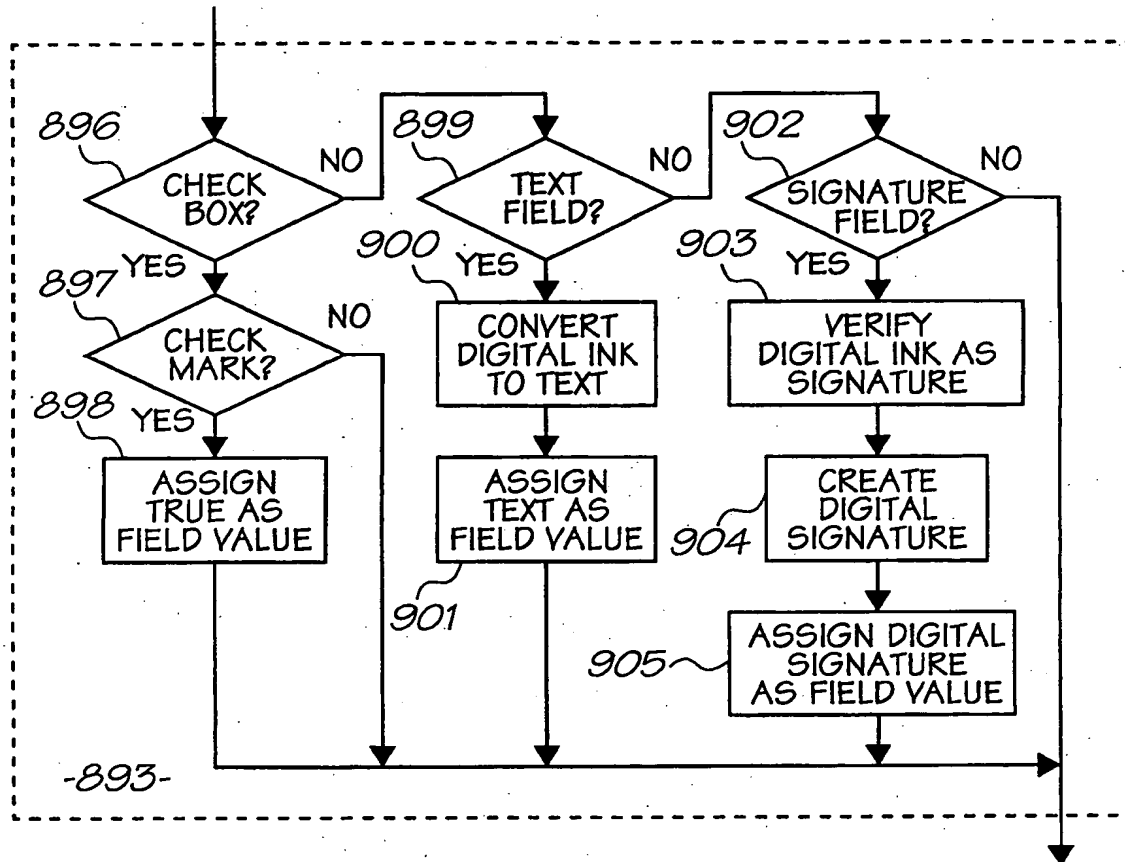 896
CHECK
BOX?
NO
YES
897
CHECK
MARK?
NO
YES
898
ASSIGN
TRUE AS
FIELD VALUE
899
TEXT
FIELD?
NO
YES
900
CONVERT
DIGITAL INK
TO TEXT
ASSIGN
TEXT AS
FIELD VALUE
901
902
SIGNATURE
FIELD?
NO
YES
903
VERIFY
DIGITAL INK AS
SIGNATURE
CREATE
DIGITAL
SIGNATURE
904
ASSIGN DIGITAL
SIGNATURE
AS FIELD VALUE
905
-893-